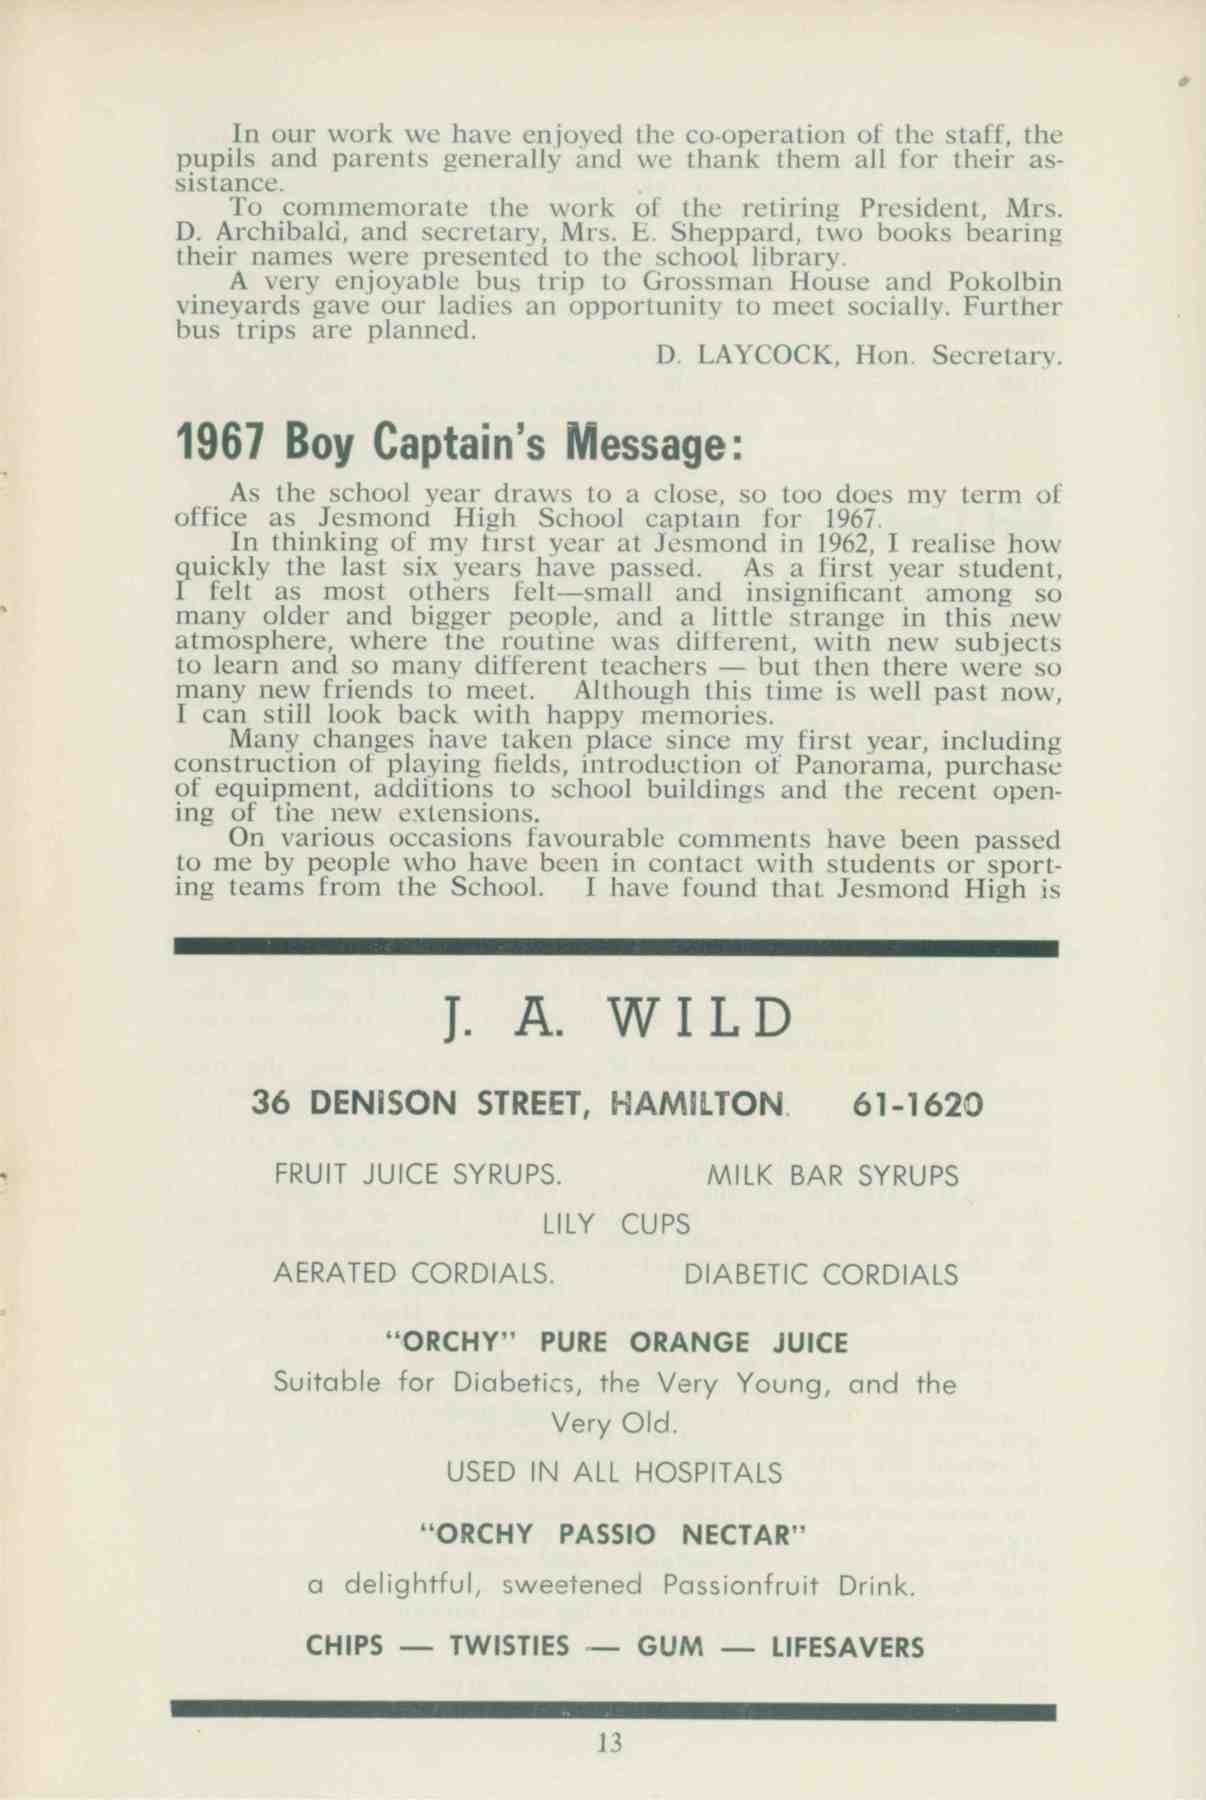 In our work we have enjoyed the co-operation of the staff, the
pupils and parents generally and we thank them all for their as-
sistance.
To commemorate the work of the retiring President, Mrs.
D. Archibald, and secretary, Mrs. E. Sheppard, two books bearing
their names were presented to the school library.
A very enjoyable bus trip to Grossman House and Pokolbin
vineyards gave our ladies an opportunity to meet socially. Further
bus trips are planned.
D. LAYCOCK, Hon. Secretary.
1967 Boy Captain's Message:
As the school year draws to a close, so too does my term of
office as Jesmond High School captain for 1967.
In thinking of my first year at Jesmond in 1962, I realise how
quickly the last six years have passed. As a first year student,
I felt as most others felt—small and insignificant among so
many older and bigger people, and a little strange in this new
atmosphere, where the routine was different, with new subjects
to learn and so many different teachers — but then there were so
many new friends to meet. Although this time is well past now,
I can still look back with happy memories.
Many changes have taken place since my first year, including
construction of playing fields, introduction of Panorama, purchase
of equipment, additions to school buildings and the recent open-
ing of the new extensions.
On various occasions favourable comments have been passed
to me by people who have been in contact with students or sport-
ing teams from the School. I have found that Jesmond High is
J. A. WILD
36 DENISON STREET, HAMILTON. 61-1620
FRUIT JUICE SYRUPS. MILK BAR SYRUPS
LILY CUPS
AERATED CORDIALS. DIABETIC CORDIALS
"ORCHY" PURE ORANGE JUICE
Suitable for Diabetics, the Very Young, and the
Very Old.
USED IN ALL HOSPITALS
"ORCHY PASSIO NECTAR"
a delightful, sweetened Passionfruit Drink.
CHIPS — TWISTIES — GUM — LIFESAVERS
13